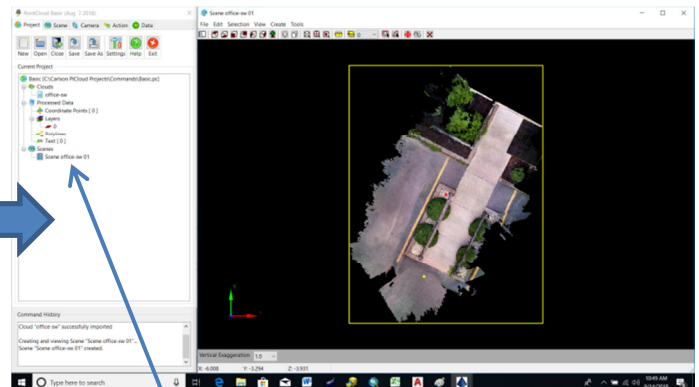 PointCloud Basic (Aug. 7 2018)
Project Scene Camera Action Data
New Open Close Save Save As Settings Help Exit
Current Project
Basic [C:\Carlson PtCloud Projects\Commands\Basic.pc]
Clouds
office-sw
Processed Data
Coordinate Points [ 0 ]
Layers
0
Text [ 0 ]
Scenes
Scene office-sw 01
Command History
Cloud "office-sw" successfully imported
Creating and viewing Scene "Scene office-sw 01"...
Scene "Scene office-sw 01" created.
Type here to search
Scene office-sw 01
File Edit Selection View Create Tools
0
Vertical Exaggeration 1.0
X: -6.008 Y: -3.294 Z: -3.931
10:49 AM